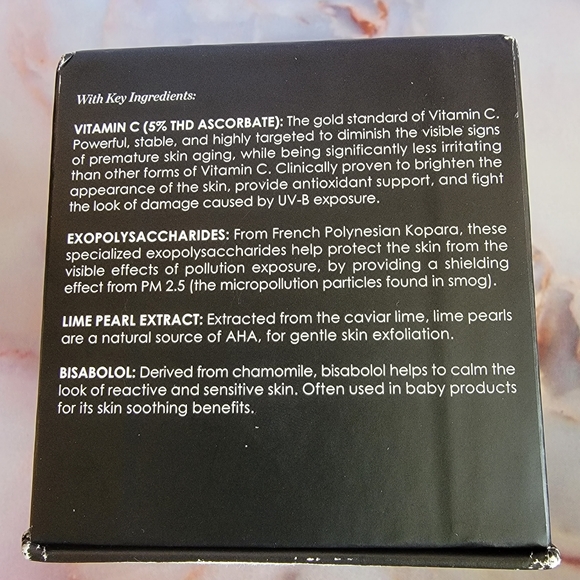 With Key Ingredients:
VITAMIN C (5% THD ASCORBATE): The gold standard of Vitamin C.
Powerful, stable, and highly targeted to diminish the visible signs
of premature skin aging, while being significantly less irritating
than other forms of Vitamin C. Clinically proven to brighten the
appearance of the skin, provide antioxidant support, and fight
the look of damage caused by UV-B exposure.
EXOPOLYSACCHARIDES: From French Polynesian Kopara, these
specialized exopolysaccharides help protect the skin from the
visible effects of pollution exposure, by providing a shielding
effect from PM 2.5 (the micropollution particles found in smog).
LIME PEARL EXTRACT: Extracted from the caviar lime, lime pearls
are a natural source of AHA, for gentle skin exfoliation.
BISABOLOL: Derived from chamomile, bisabolol helps to calm the
look of reactive and sensitive skin. Often used in baby products
for its skin soothing benefits.